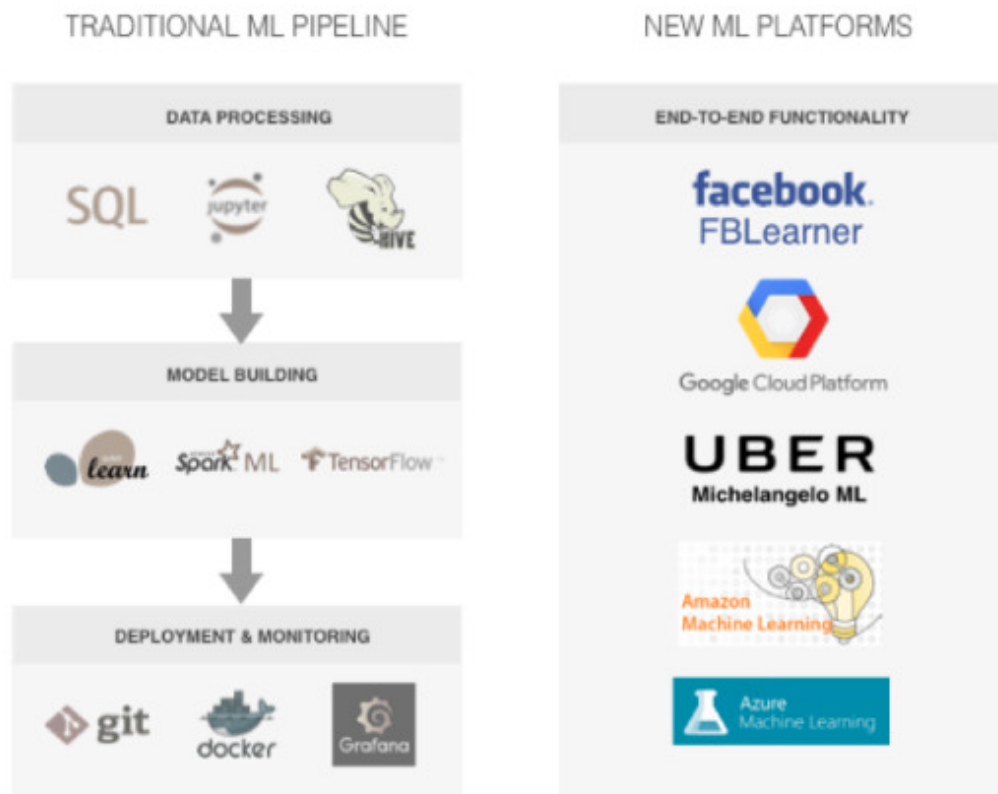 TRADITIONAL ML PIPELINE
DATA PROCESSING
SQL
jupyter
HIVE
MODEL BUILDING
learn
Spark ML
TensorFlow
DEPLOYMENT & MONITORING
git
docker
Grafana
NEW ML PLATFORMS
END-TO-END FUNCTIONALITY
facebook.
FBLearner
Google Cloud Platform
UBER
Michelangelo ML
Amazon
Machine Learning
Azure
Machine Learning